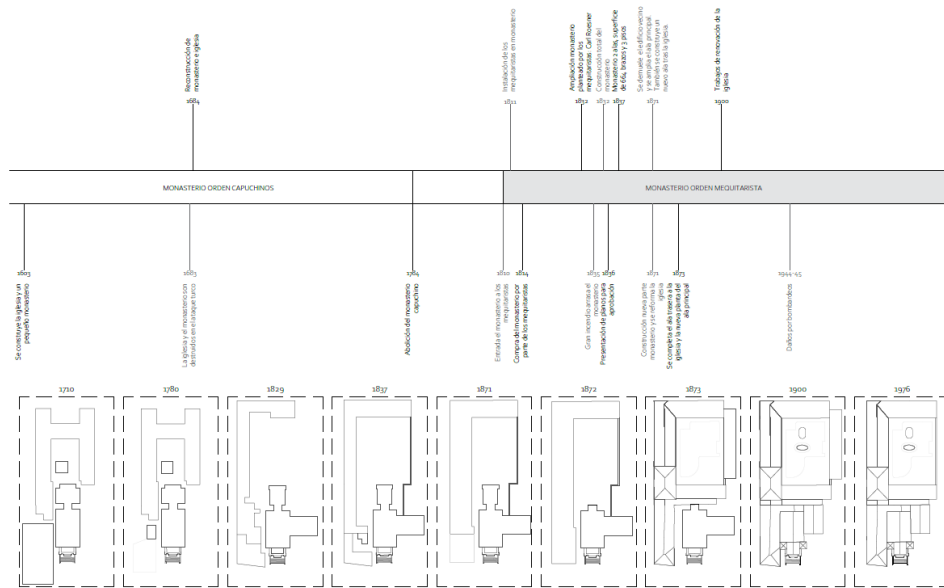 Reconstrucción de
monasterio e iglesia
1684
Instalación de los
mequitaristas en monasterio
1811
Ampliación monasterio
planteado por los
mequitaristas. Carl Roesner
1832
Construcción total del
monasterio
1832
Monasterio 2 alas, superficie
de 664 brazos y 3 pisos
1837
Se demuele el edificio vecino
y se amplia el ala principal.
También se construye un
nuevo ala tras la iglesia.
1871
Trabajos de renovación de la
iglesia
1900
MONASTERIO ORDEN CAPUCHINOS
MONASTERIO ORDEN MEQUITARISTA
1603
Se construye la iglesia y un
pequeño monasterio
1683
La iglesia y el monasterio son
destruidos en el ataque turco
1784
Abolición del monasterio
capuchino
1810
Entrada el monasterio a los
mequitaristas
1814
Compra del monasterio por
parte de los mequitaristas
1835
Gran incendio arrasa el
monasterio
1836
Presentación de planos para
apmliación
1871
Construcción nueva parte
monasterio y se reforma la
iglesia
1873
Se completa el ala trasera a la
iglesia y la nueva planta del
ala principal
1944-45
Daños por bombardeos
1710
1780
1829
1837
1871
1872
1873
1900
1976